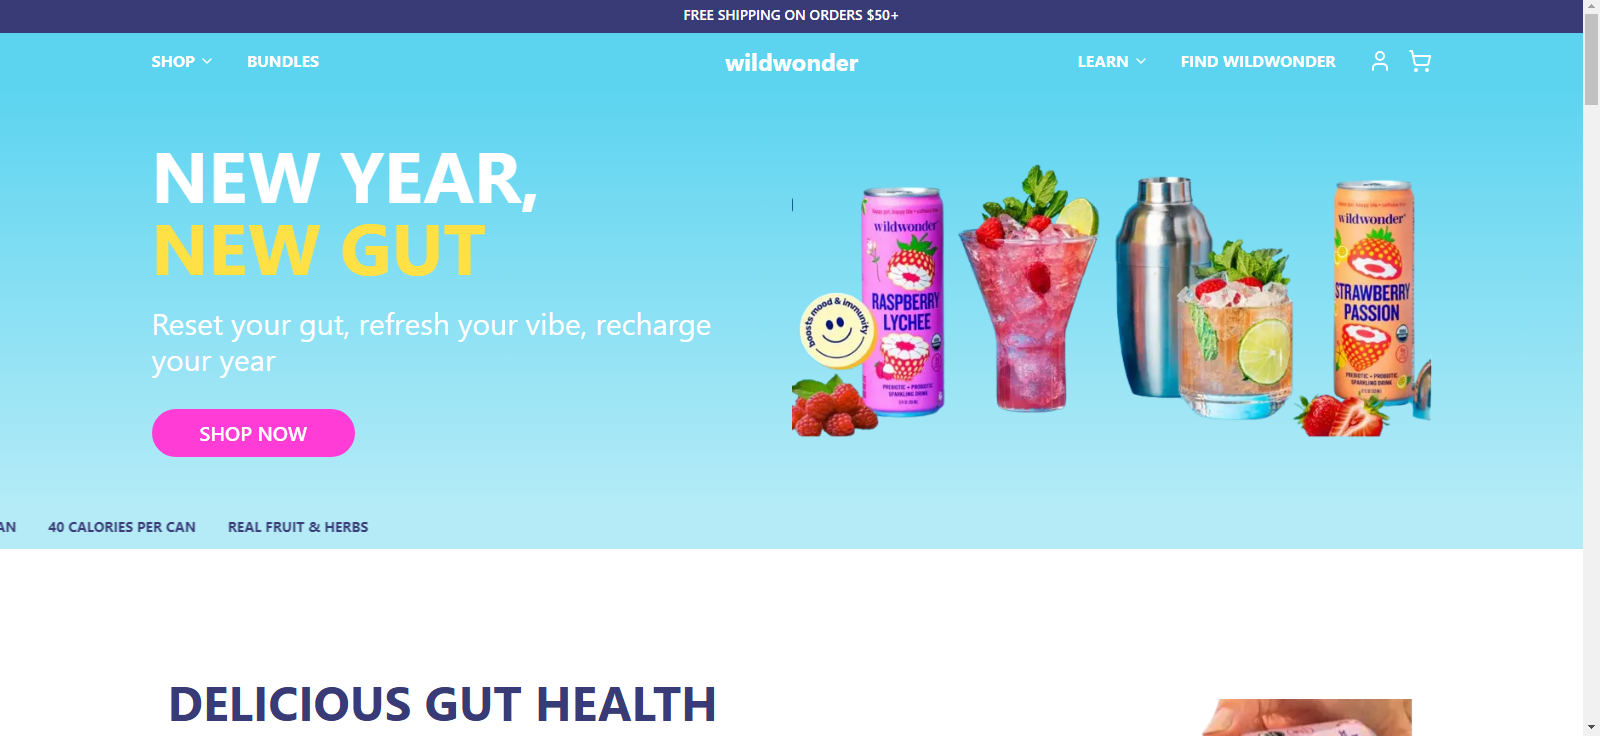 FREE SHIPPING ON ORDERS $50+
SHOP
BUNDLES
wildwonder
LEARN
FIND WILDWONDER
NEW YEAR,
NEW GUT
Reset your gut, refresh your vibe, recharge
your year
SHOP NOW
boosts mood & immunity
wildwonder
RASPBERRY
LYCHEE
PREBIOTIC + PROBIOTIC
SPARKLING DRINK
wildwonder
STRAWBERRY
PASSION
PREBIOTIC + PROBIOTIC
SPARKLING DRINK
AN
40 CALORIES PER CAN
REAL FRUIT & HERBS
DELICIOUS GUT HEALTH